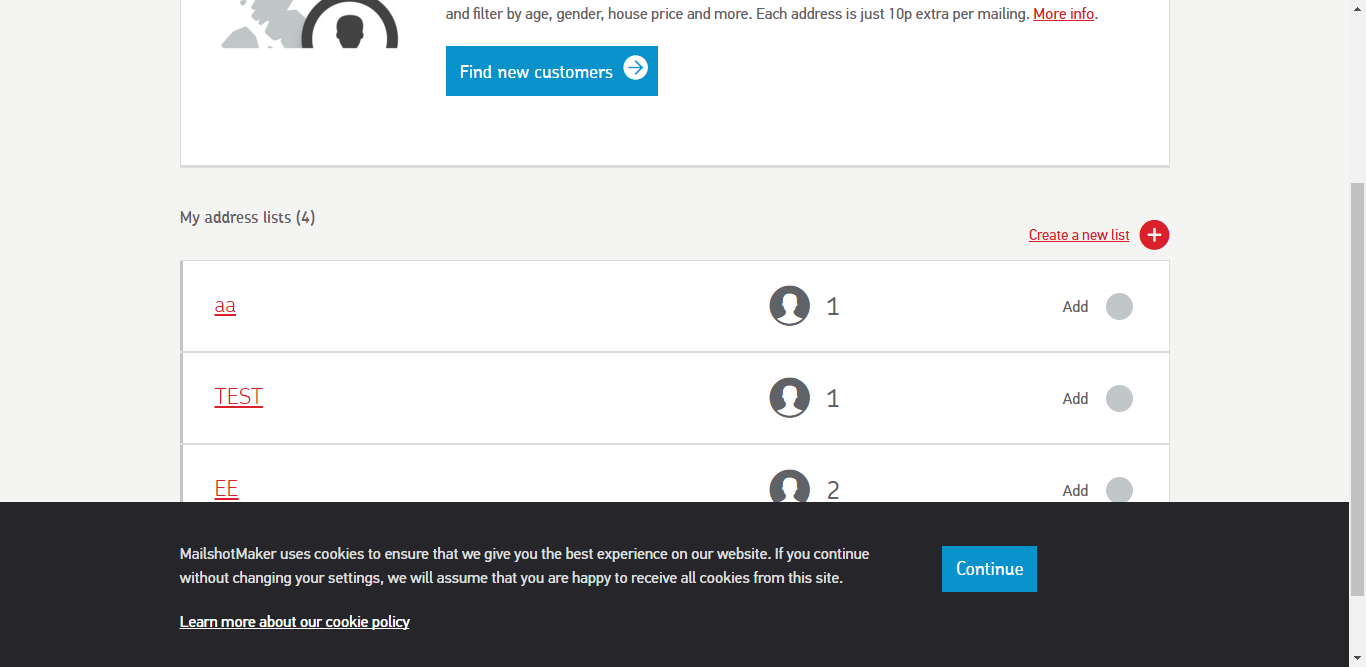 and filter by age, gender, house price and more. Each address is just 10p extra per mailing. More info.
Find new customers
My address lists (4)
Create a new list
aa 1 Add
TEST 1 Add
EE 2 Add
MailshotMaker uses cookies to ensure that we give you the best experience on our website. If you continue
without changing your settings, we will assume that you are happy to receive all cookies from this site.
Continue
Learn more about our cookie policy